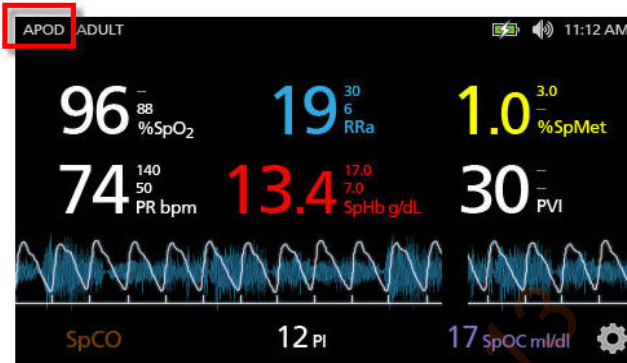 APOD ADULT 11:12 AM
96 – 88 %SpO2 19 30 6 RRa 1.0 3.0 – %SpMet
74 140 50 PR bpm 13.4 17.0 7.0 SpHb g/dL 30 – – PVI
SpCO 12 PI 17 SpOC ml/dl